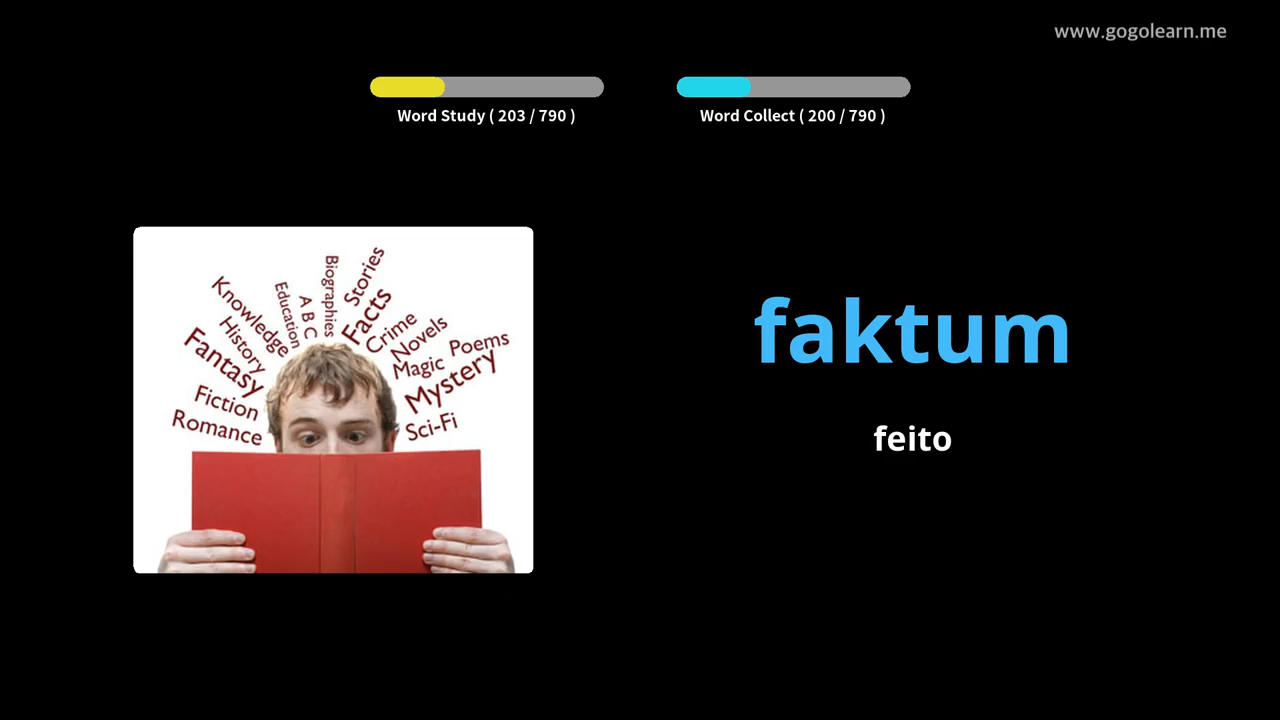 www.gogolearn.me
Word Study ( 203 / 790 )
Word Collect ( 200 / 790 )
Biographies
Stories
Education
A B C
Facts
Knowledge
Crime
History
Novels
Poems
Fantasy
Magic
Mystery
Fiction
Romance
Sci-Fi
faktum
feito